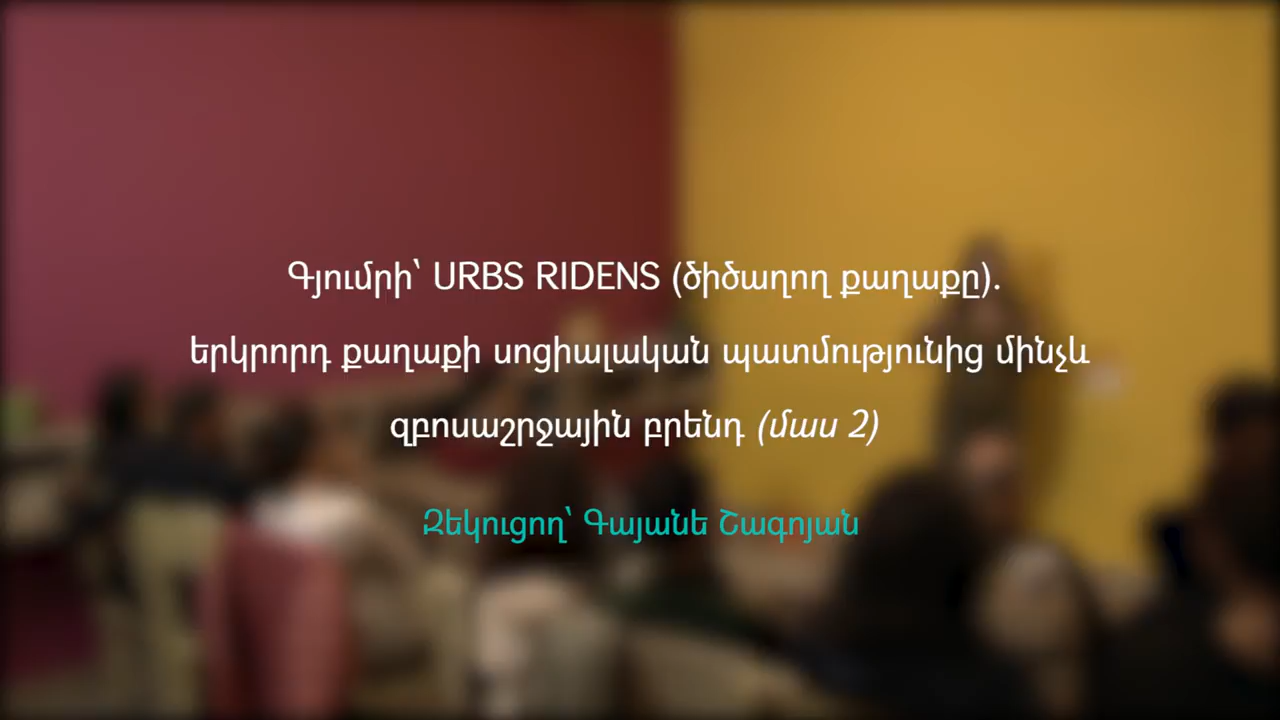 Գյումրի՝ URBS RIDENS (ծիծաղող քաղաքը).
երկրորդ քաղաքի սոցիալական պատմությունից մինչև
զբոսաշրջային բրենդ (մաս 2)
Զեկուցող՝ Գայանե Շագոյան